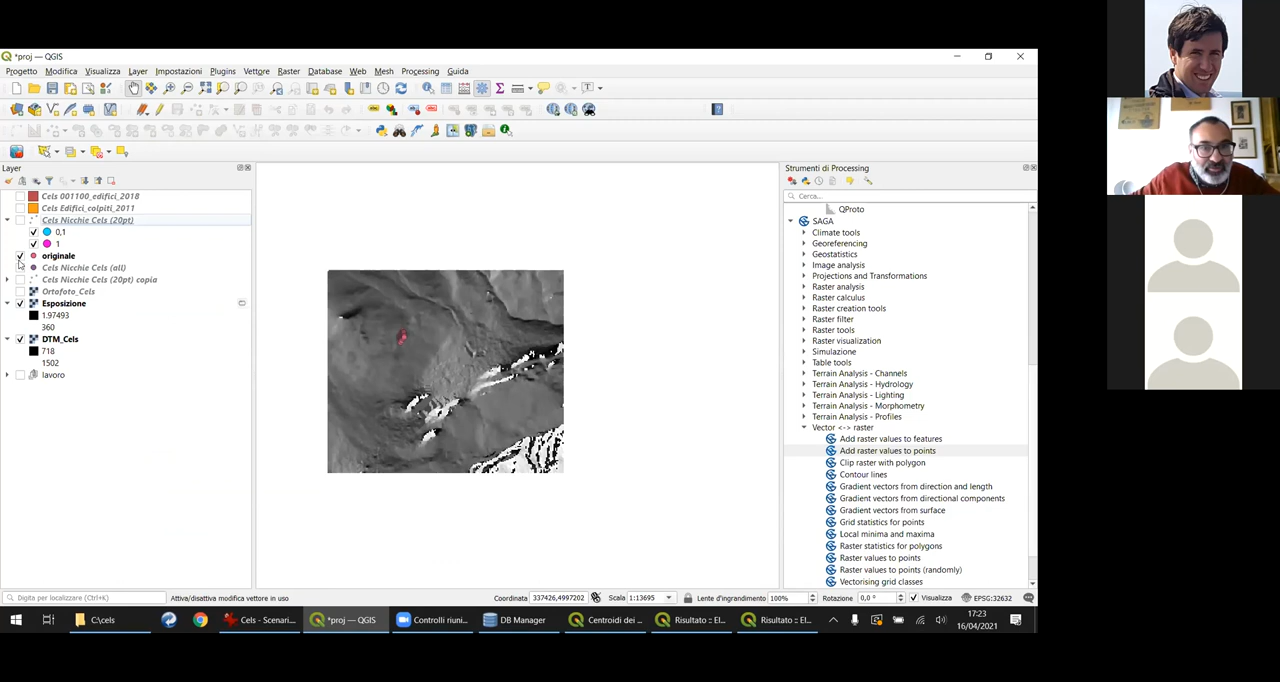 *proj — QGIS
Progetto Modifica Visualizza Layer Impostazioni Plugins Vettore Raster Database Web Mesh Processing Guida
Layer
Cels 001100_edifici_2018
Cels Edifici_colpiti_2011
Cels Nicchie Cels (20pt)
0,1
1
originale
Cels Nicchie Cels (all)
Cels Nicchie Cels (20pt) copia
Ortofoto_Cels
Esposizione
1.97493
360
DTM_Cels
718
1502
lavoro
Strumenti di Processing
Cerca...
QProto
SAGA
Climate tools
Georeferencing
Geostatistics
Image analysis
Projections and Transformations
Raster analysis
Raster calculus
Raster creation tools
Raster filter
Raster tools
Raster visualization
Simulazione
Table tools
Terrain Analysis - Channels
Terrain Analysis - Hydrology
Terrain Analysis - Lighting
Terrain Analysis - Morphometry
Terrain Analysis - Profiles
Vector <-> raster
Add raster values to features
Add raster values to points
Clip raster with polygon
Contour lines
Gradient vectors from direction and length
Gradient vectors from directional components
Gradient vectors from surface
Grid statistics for points
Local minima and maxima
Raster statistics for polygons
Raster values to points
Raster values to points (randomly)
Vectorising grid classes
Digita per localizzare (Ctrl+K) Attiva/disattiva modifica vettore in uso Coordinata 337426,4997202 Scala 1:13695 Lente d'ingrandimento 100% Rotazione 0,0 ° Visualizza EPSG:32632
C:\cels Cels - Scenari... *proj — QGIS Controlli riuni... DB Manager Centroidi dei ... Risultato :: El... Risultato :: El... 17:23
16/04/2021